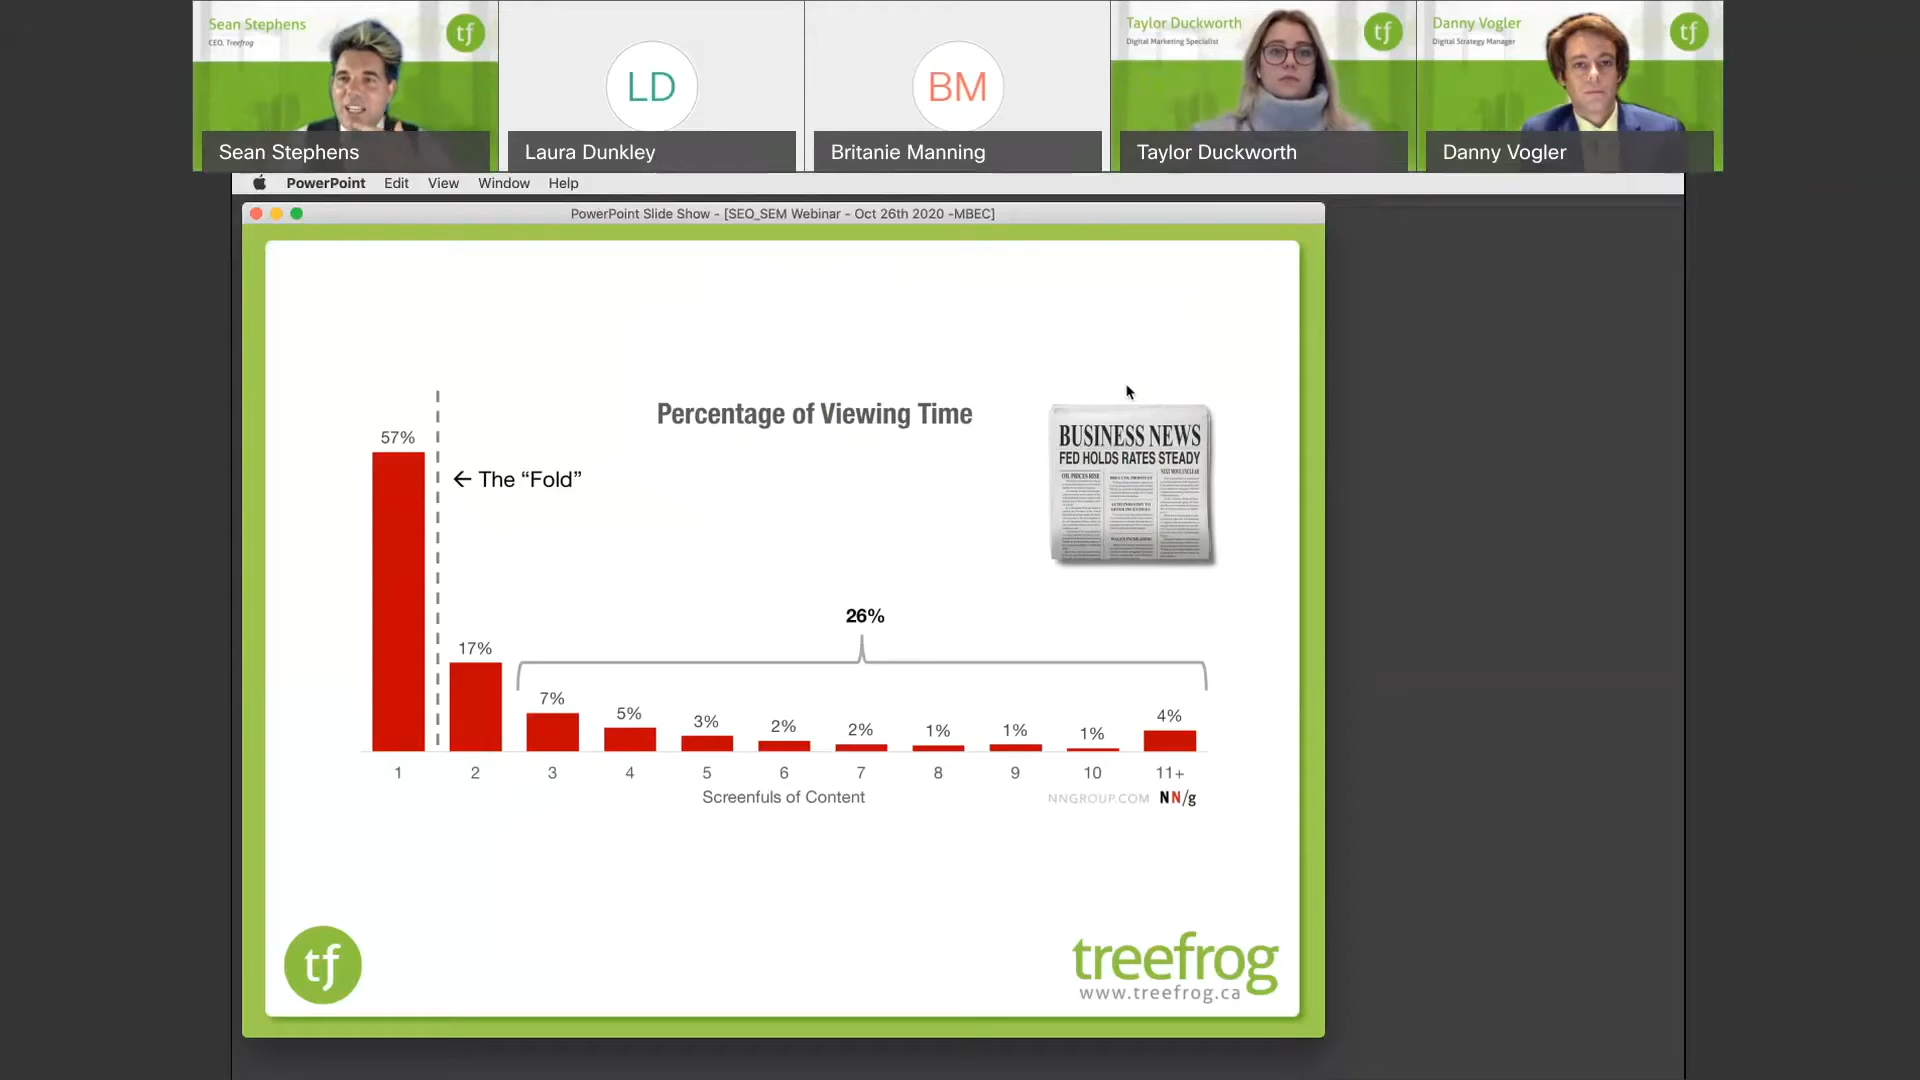 Sean Stephens
CEO, Treefrog
tf
Sean Stephens
LD
Laura Dunkley
BM
Britanie Manning
Taylor Duckworth
Digital Marketing Specialist
tf
Taylor Duckworth
Danny Vogler
Digital Strategy Manager
tf
Danny Vogler
PowerPoint Edit View Window Help
PowerPoint Slide Show - [SEO_SEM Webinar - Oct 26th 2020 -MBEC]
Percentage of Viewing Time
57%
← The “Fold”
BUSINESS NEWS
FED HOLDS RATES STEADY
OIL PRICES RISE
26%
17%
7%
5%
3%
2%
2%
1%
1%
1%
4%
1 2 3 4 5 6 7 8 9 10 11+
Screenfuls of Content
NNGROUP.COM NN/g
tf
treefrog
www.treefrog.ca